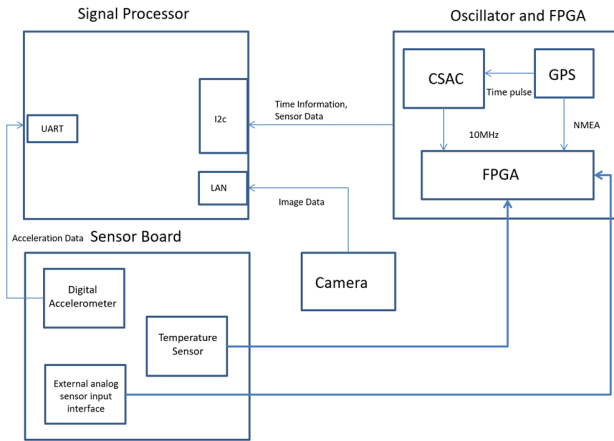 Signal Processor
Oscillator and FPGA
CSAC
GPS
Time pulse
I2c
Time Information,
Sensor Data
UART
10MHz
NMEA
FPGA
LAN
Image Data
Acceleration Data
Sensor Board
Camera
Digital
Accelerometer
Temperature
Sensor
External analog
sensor input
interface